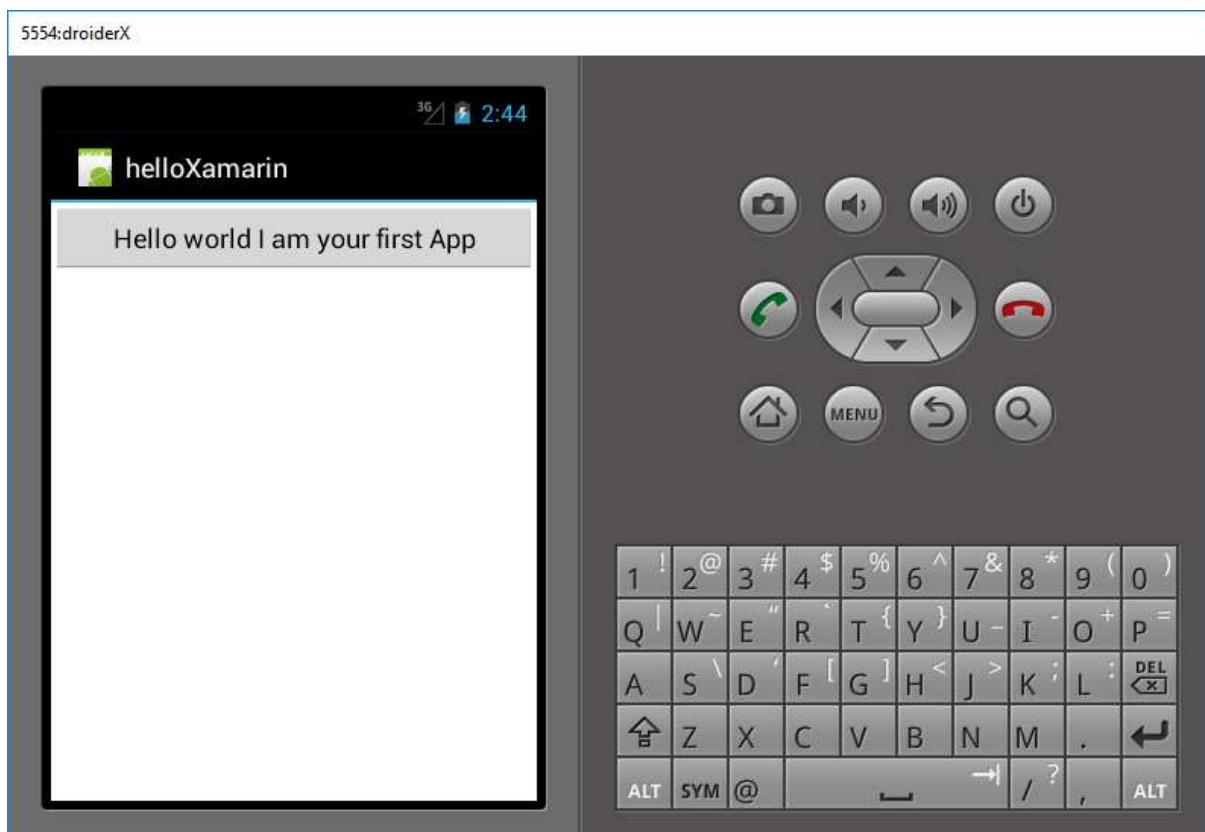 5554:droiderX
3G 2:44
helloXamarin
Hello world I am your first App
MENU
1 ! 2 @ 3 # 4 $ 5 % 6 ^ 7 & 8 * 9 ( 0 )
Q | W ~ E " R ` T { Y } U _ I - O + P =
A S \ D ' F [ G ] H < J > K ; L : DEL
Z X C V B N M .
ALT SYM @ / ? , ALT